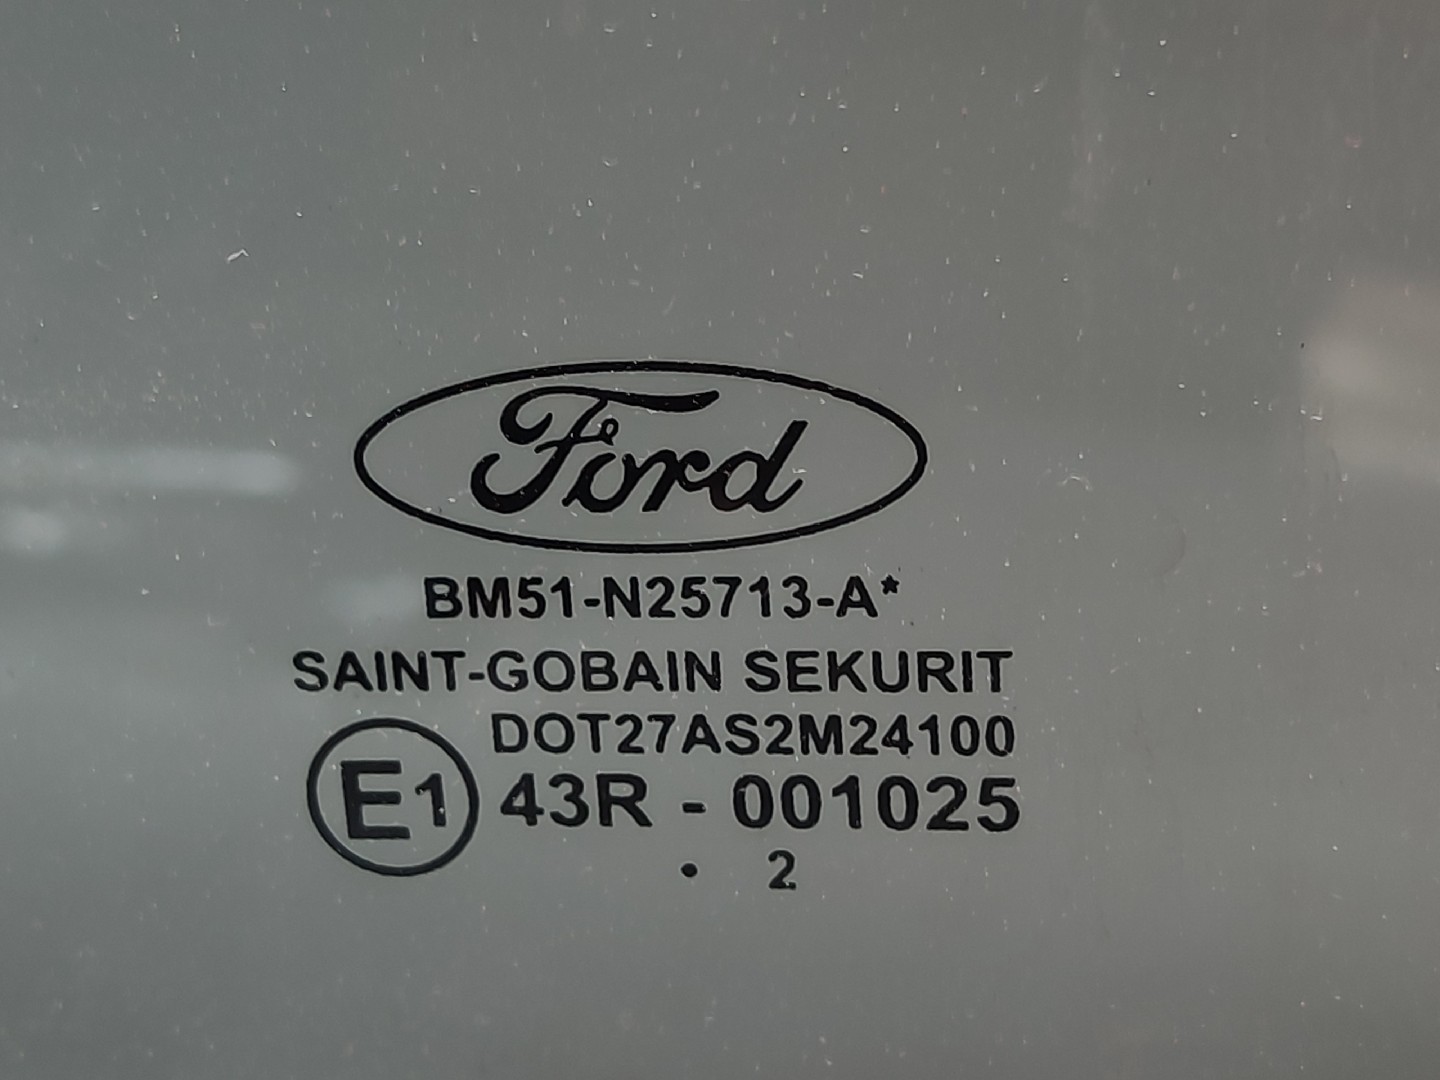 Ford
BM51-N25713-A*
SAINT-GOBAIN SEKURIT
DOT27AS2M24100
E1 43R - 001025
. 2